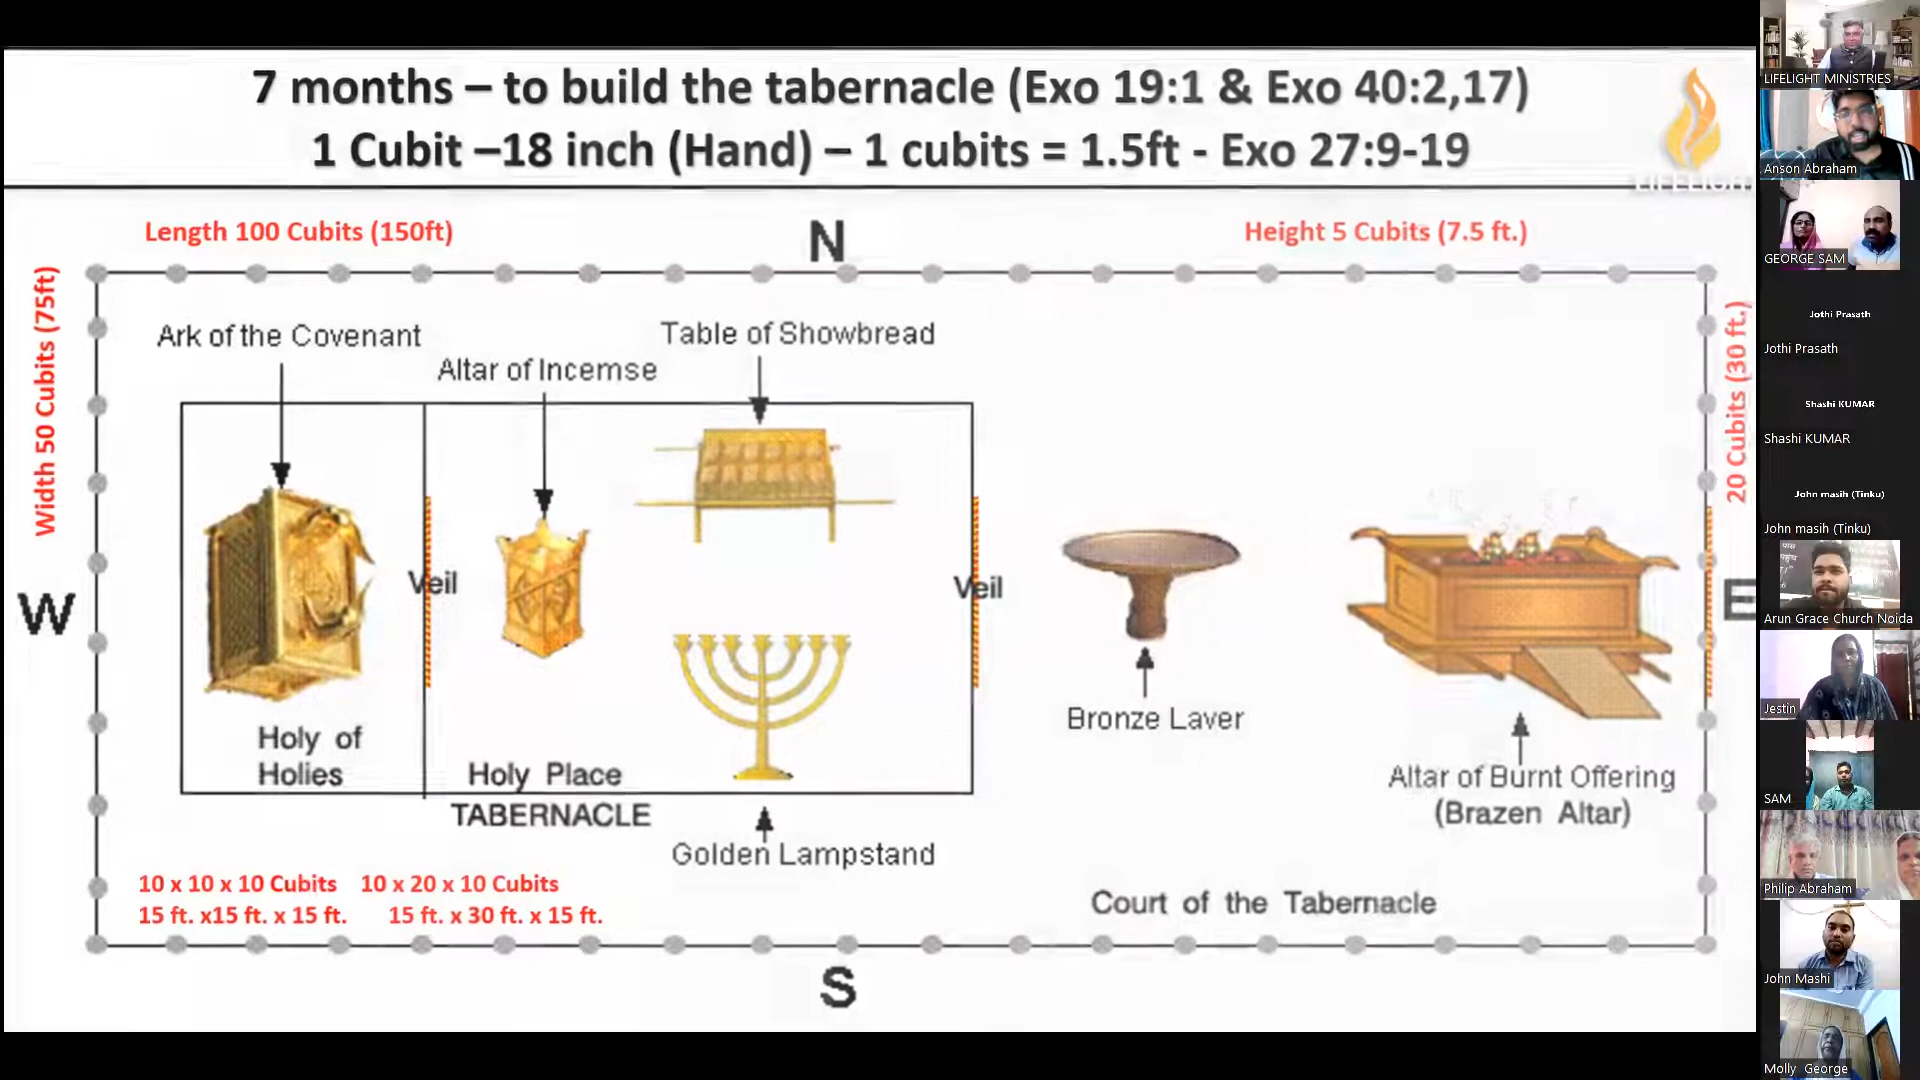 7 months – to build the tabernacle (Exo 19:1 & Exo 40:2,17)
1 Cubit –18 inch (Hand) – 1 cubits = 1.5ft - Exo 27:9-19
LIFELIGHT
Length 100 Cubits (150ft)
N
Height 5 Cubits (7.5 ft.)
Width 50 Cubits (75ft)
20 Cubits (30 ft.)
Ark of the Covenant
Table of Showbread
Altar of Incemse
Veil
Veil
W
E
Bronze Laver
Holy of
Holies
Holy Place
TABERNACLE
Altar of Burnt Offering
(Brazen Altar)
Golden Lampstand
10 x 10 x 10 Cubits
10 x 20 x 10 Cubits
15 ft. x15 ft. x 15 ft.
15 ft. x 30 ft. x 15 ft.
Court of the Tabernacle
S
LIFELIGHT MINISTRIES
Anson Abraham
GEORGE SAM
Jothi Prasath
Jothi Prasath
Shashi KUMAR
Shashi KUMAR
John masih (Tinku)
John masih (Tinku)
Arun Grace Church Noida
Jestin
SAM
Philip Abraham
John Mashi
Molly George